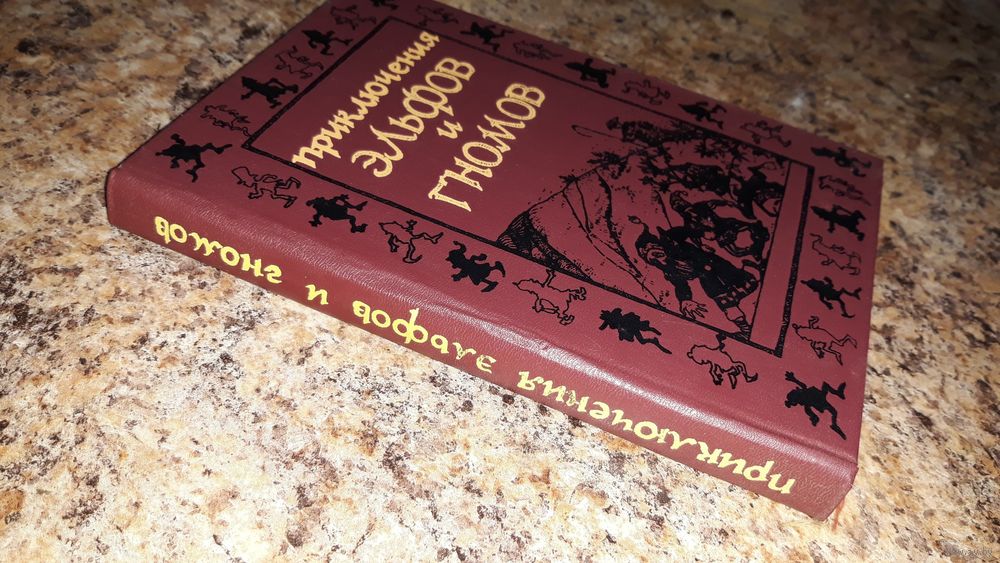 приключения
ЭЛЬФОВ
и
ГНОМОВ
приключения эльфов и гномов